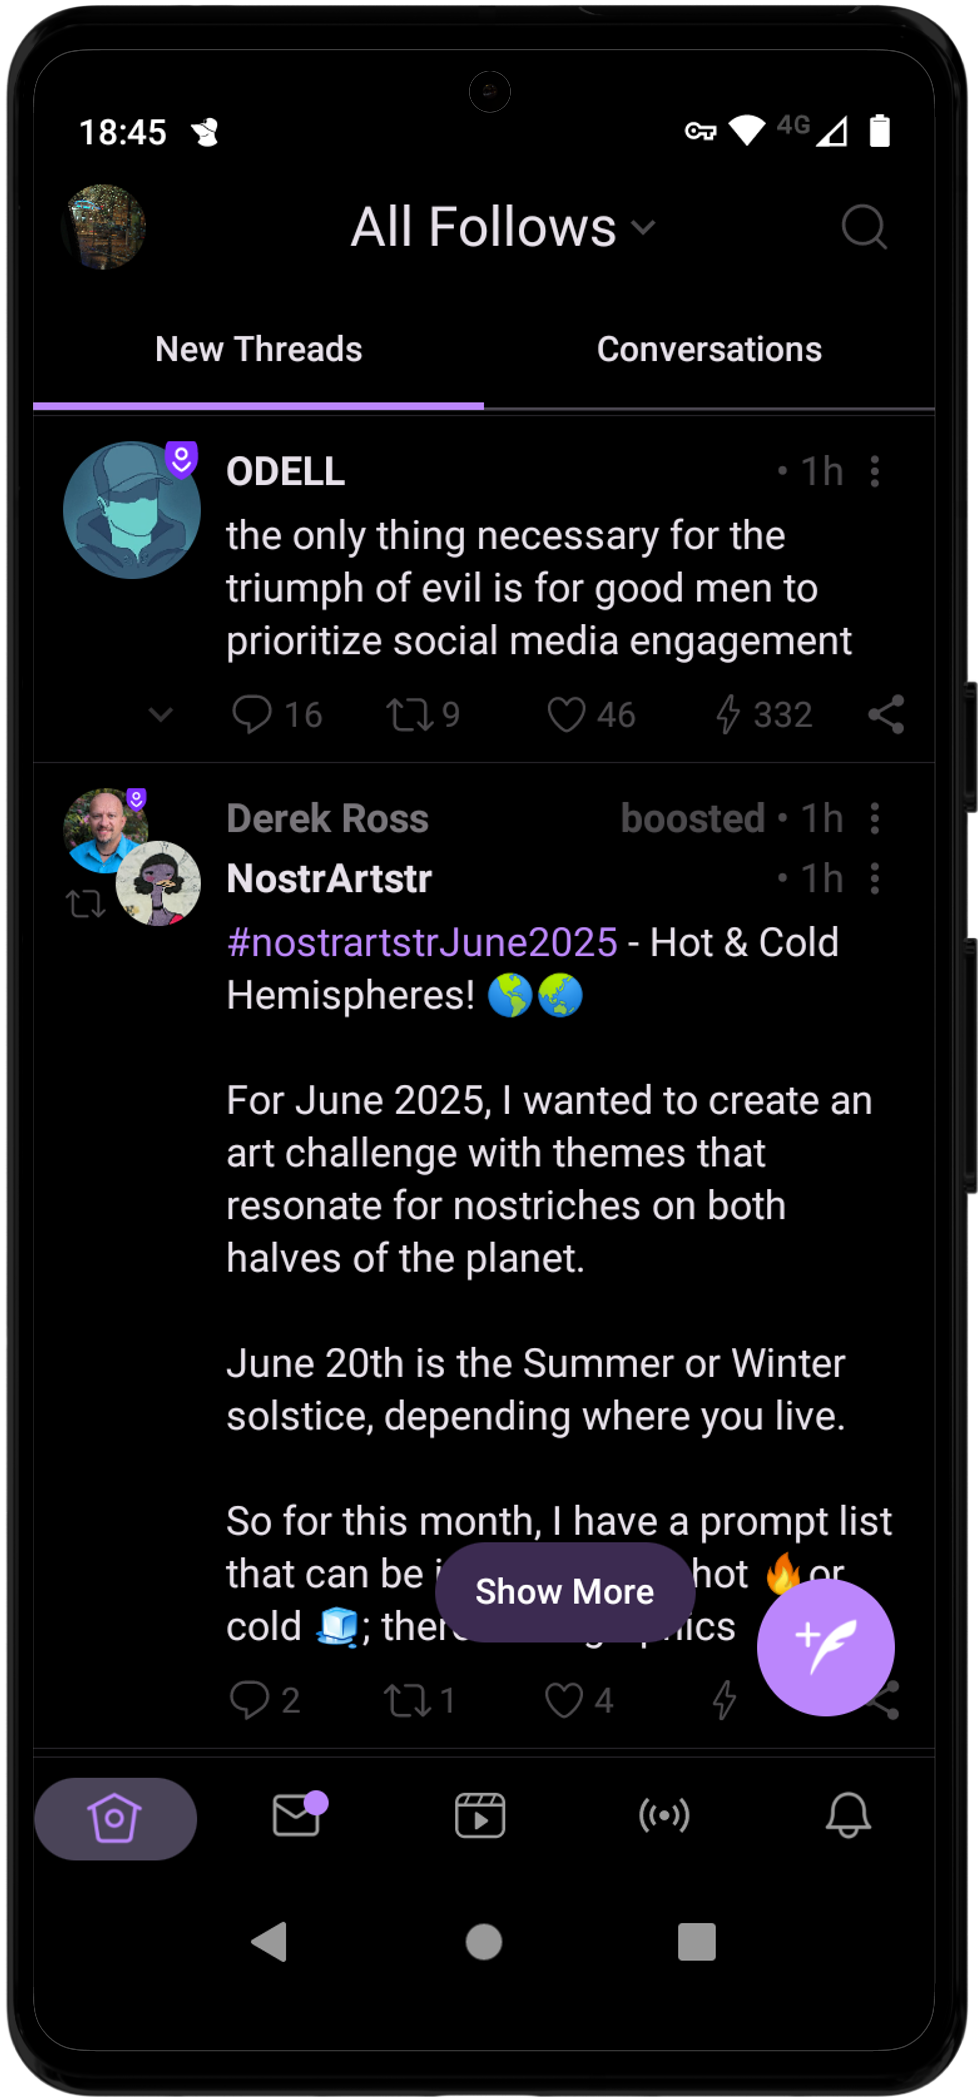 18:45
4G
All Follows
New Threads
Conversations
ODELL
• 1h
the only thing necessary for the
triumph of evil is for good men to
prioritize social media engagement
16
9
46
332
Derek Ross
boosted • 1h
NostrArtstr
• 1h
#nostrartstrJune2025 - Hot & Cold
Hemispheres! 🌎🌏
For June 2025, I wanted to create an
art challenge with themes that
resonate for nostriches on both
halves of the planet.
June 20th is the Summer or Winter
solstice, depending where you live.
So for this month, I have a prompt list
that can be hot 🔥or
Show More
cold 🧊;
2
1
4